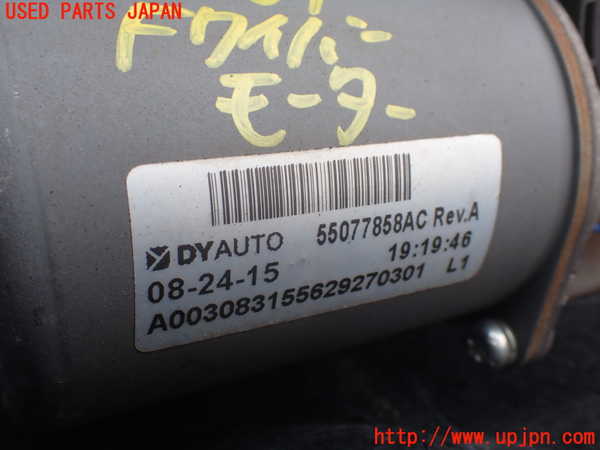 USED PARTS JAPAN
Fワイパー
モーター
55077858AC Rev.A
DYAUTO
19:19:46
08-24-15
A003083155629270301 L1
www.upjpn.com